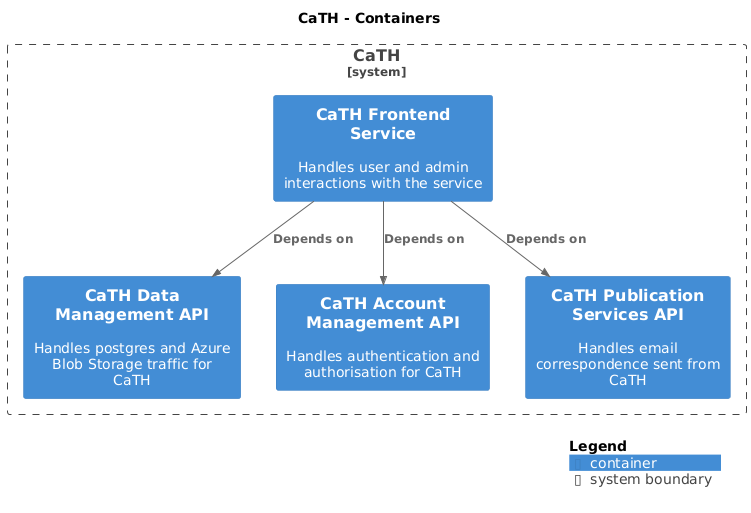 CaTH - Containers
CaTH
[system]
CaTH Frontend
Service
Handles user and admin
interactions with the service
Depends on
Depends on
Depends on
CaTH Data
Management API
Handles postgres and Azure
Blob Storage traffic for
CaTH
CaTH Account
Management API
Handles authentication and
authorisation for CaTH
CaTH Publication
Services API
Handles email
correspondence sent from
CaTH
Legend
container
system boundary